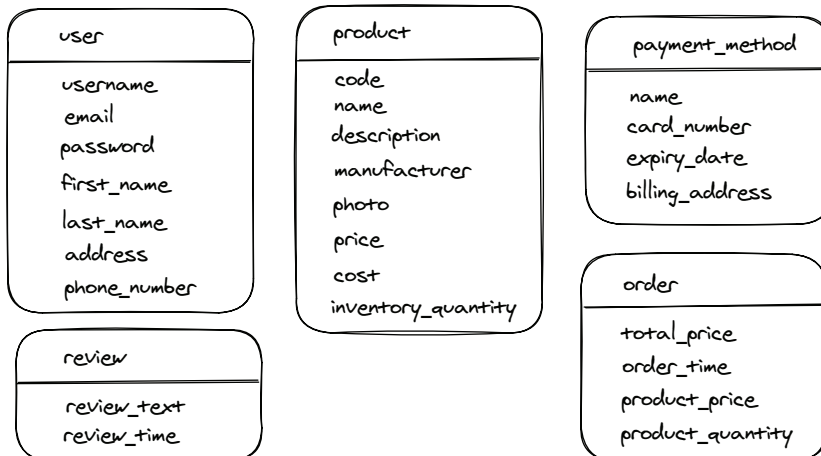 user
username
email
password
first_name
last_name
address
phone_number
product
code
name
description
manufacturer
photo
price
cost
inventory_quantity
payment_method
name
card_number
expiry_date
billing_address
review
review_text
review_time
order
total_price
order_time
product_price
product_quantity